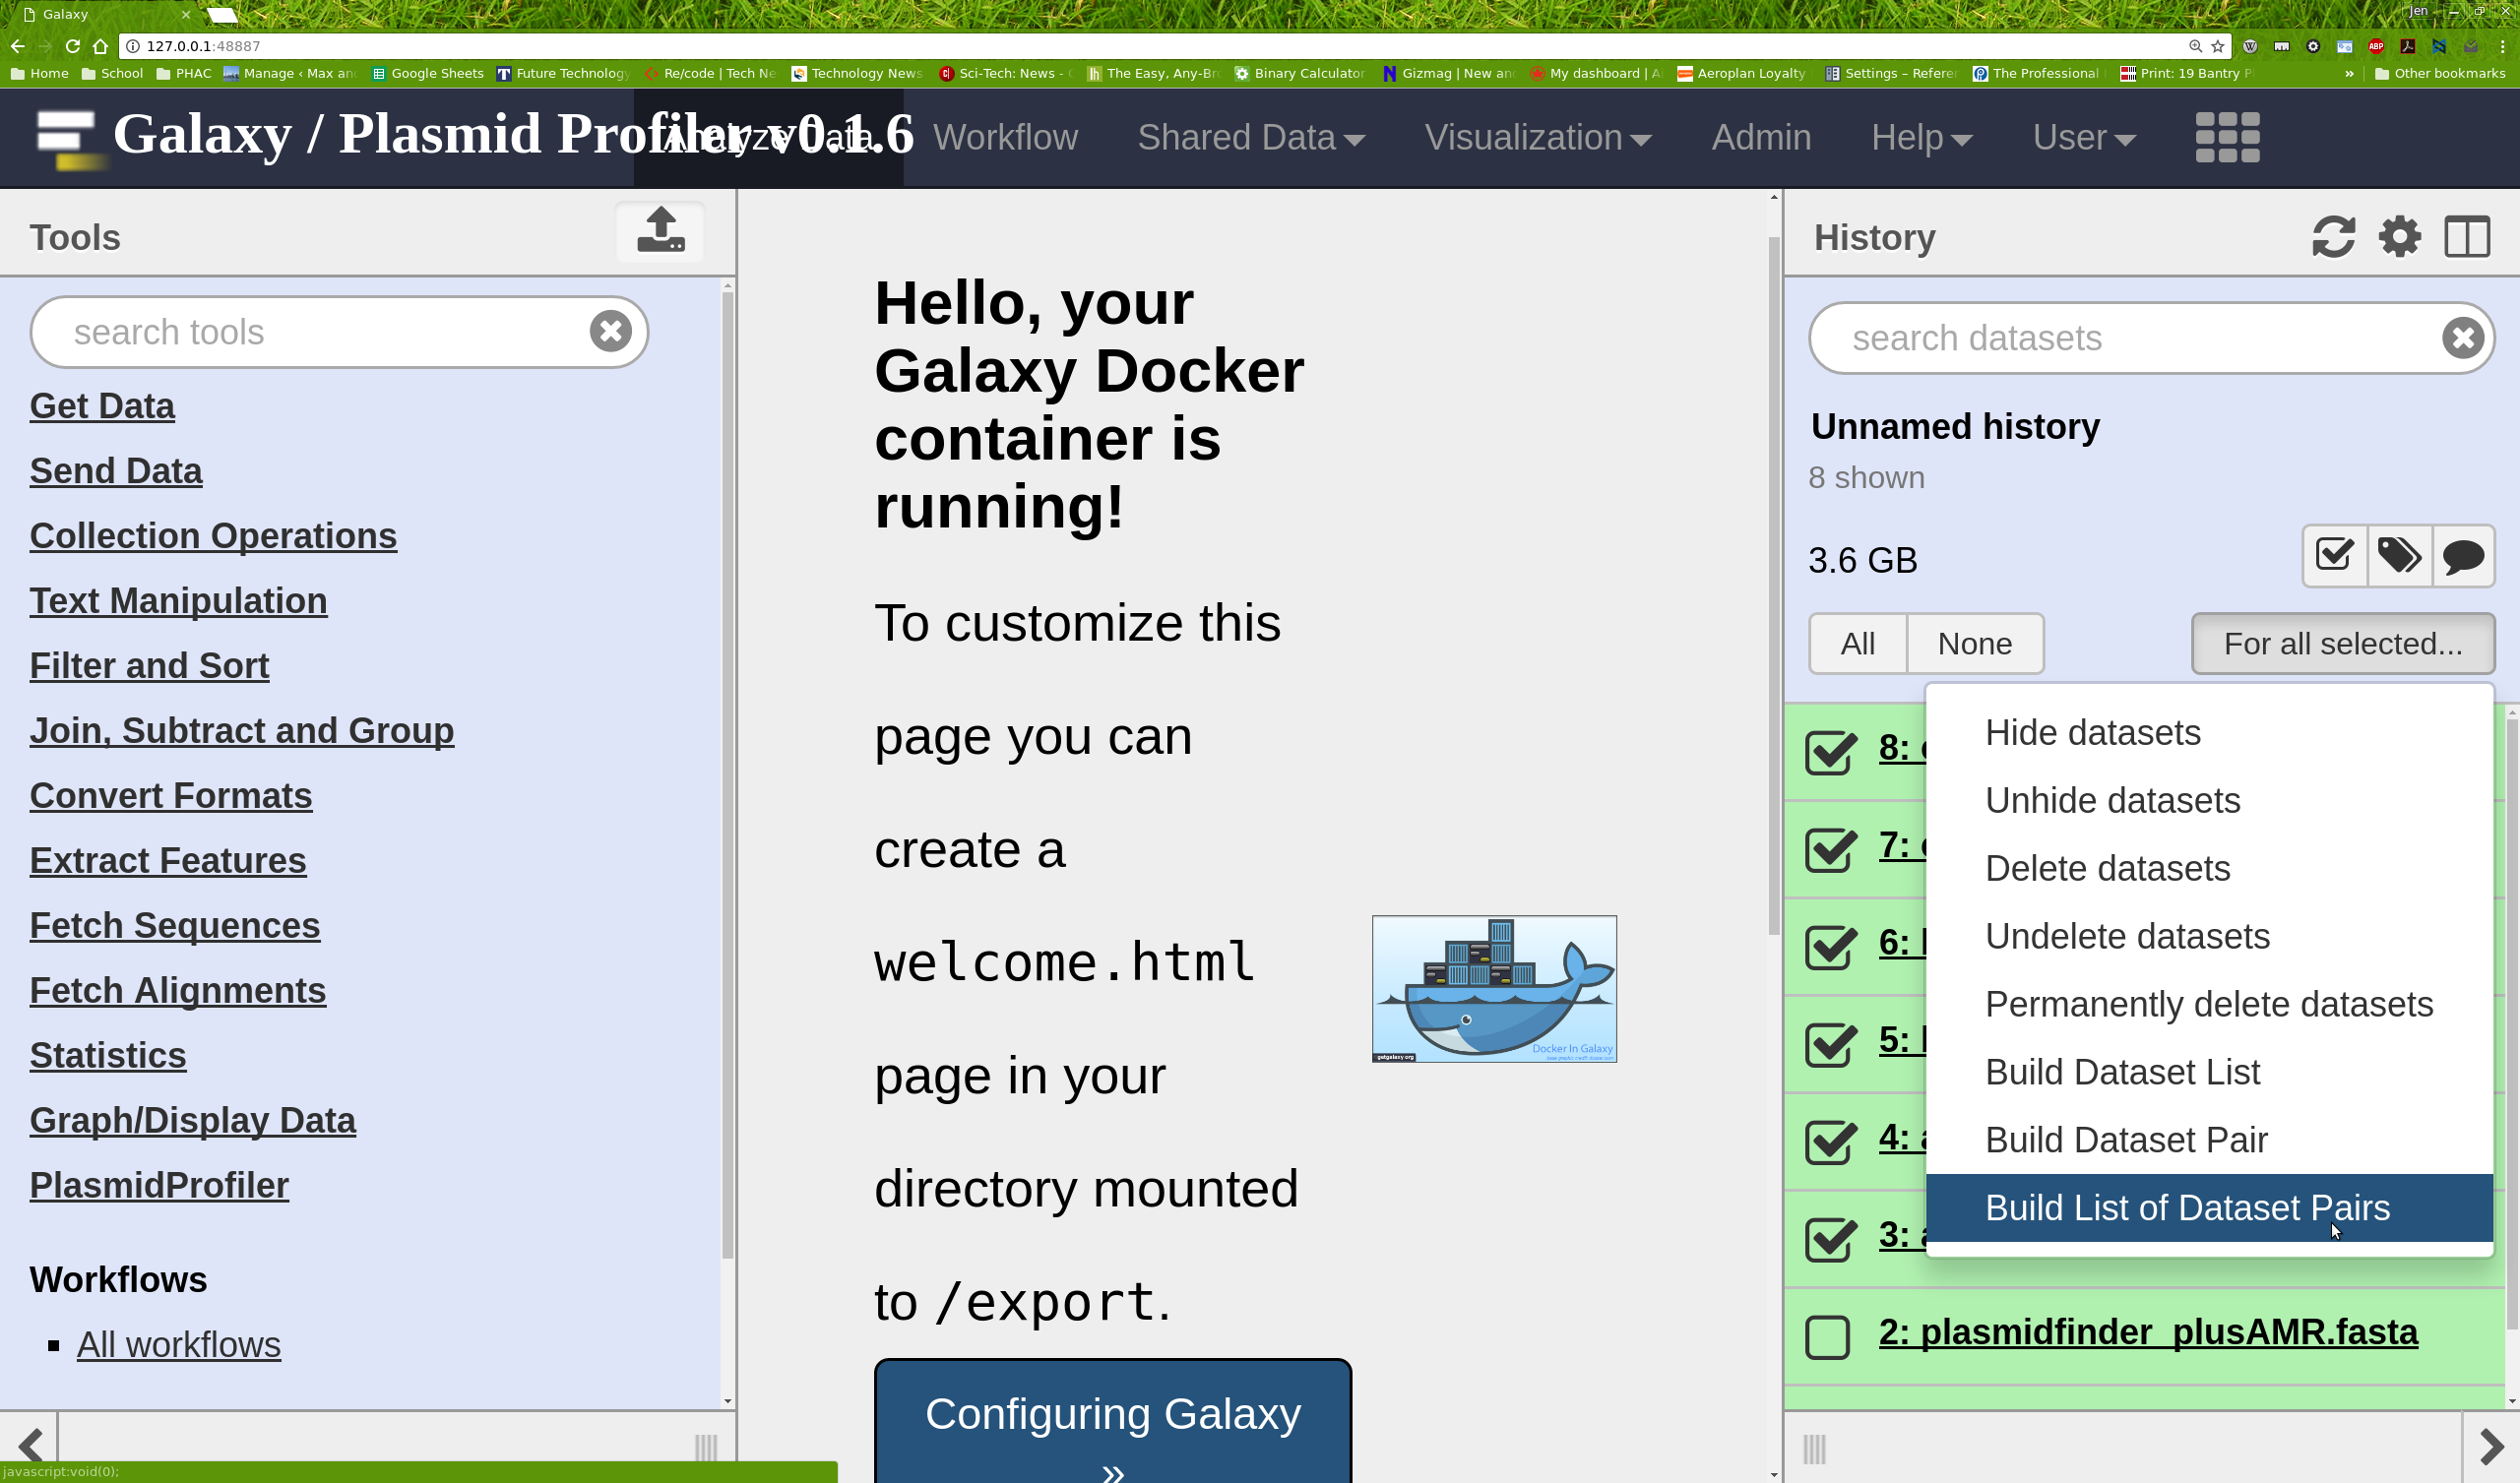 Galaxy
Jen
127.0.0.1:48887
Home School PHAC Manage ‹ Max an Google Sheets Future Technology Re/code | Tech Ne Technology News Sci-Tech: News - The Easy, Any-Br Binary Calculator Gizmag | New an My dashboard | A Aeroplan Loyalty Settings – Refere The Professional Print: 19 Bantry P » Other bookmarks
Galaxy / Plasmid Profiler v0.1.6 Analyze Data Workflow Shared Data Visualization Admin Help User
Tools
search tools
Get Data
Send Data
Collection Operations
Text Manipulation
Filter and Sort
Join, Subtract and Group
Convert Formats
Extract Features
Fetch Sequences
Fetch Alignments
Statistics
Graph/Display Data
PlasmidProfiler
Workflows
All workflows
javascript:void(0);
Hello, your
Galaxy Docker
container is
running!
To customize this
page you can
create a
welcome.html
page in your
directory mounted
to /export.
Docker In Galaxy
getgalaxy.org
Configuring Galaxy
»
History
search datasets
Unnamed history
8 shown
3.6 GB
All None For all selected...
Hide datasets
Unhide datasets
Delete datasets
Undelete datasets
Permanently delete datasets
Build Dataset List
Build Dataset Pair
Build List of Dataset Pairs
8:
7:
6:
5:
4:
3:
2: plasmidfinder_plusAMR.fasta